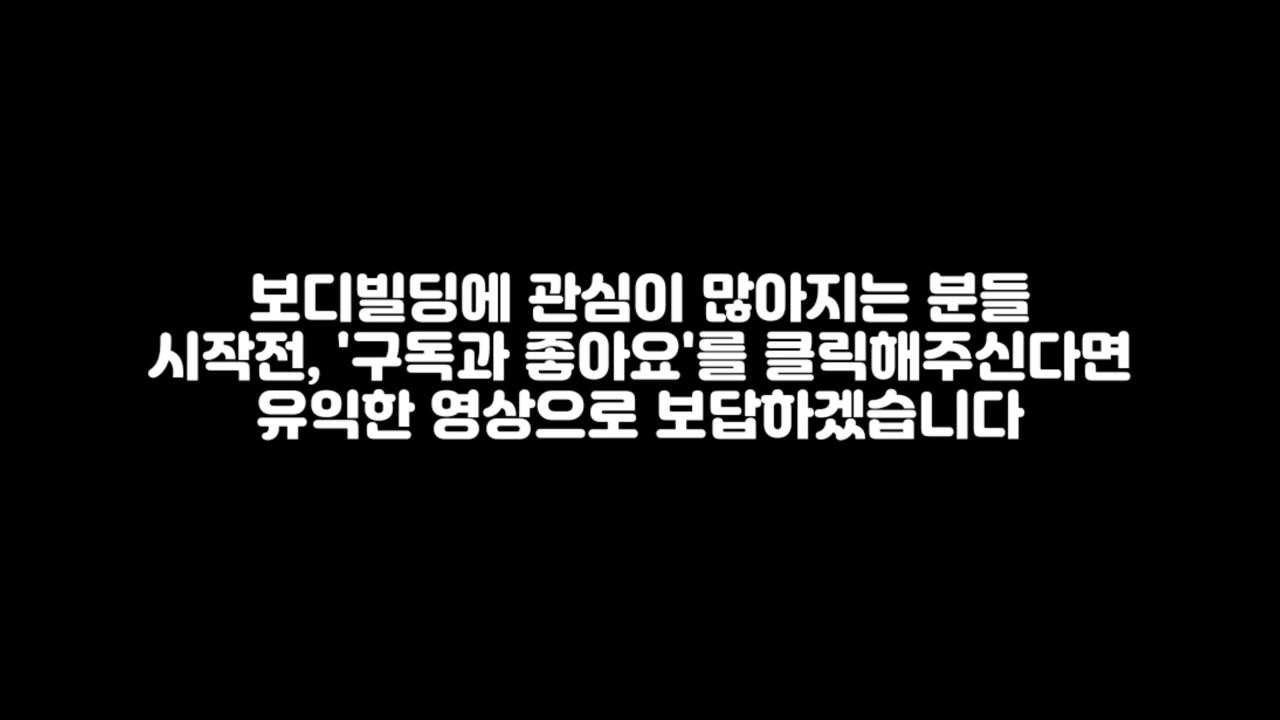 보디빌딩에 관심이 많아지는 분들
시작전, '구독과 좋아요'를 클릭해주신다면
유익한 영상으로 보답하겠습니다